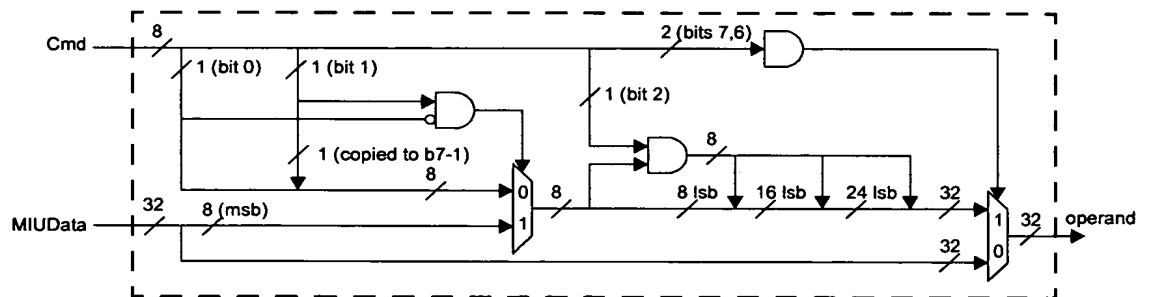 Cmd
8
2 (bits 7,6)
1 (bit 0)
1 (bit 1)
1 (bit 2)
1 (copied to b7-1)
8
8
0
1
MIUData
32
8 (msb)
8
8 lsb
16 lsb
24 lsb
32
1
0
32
operand
32